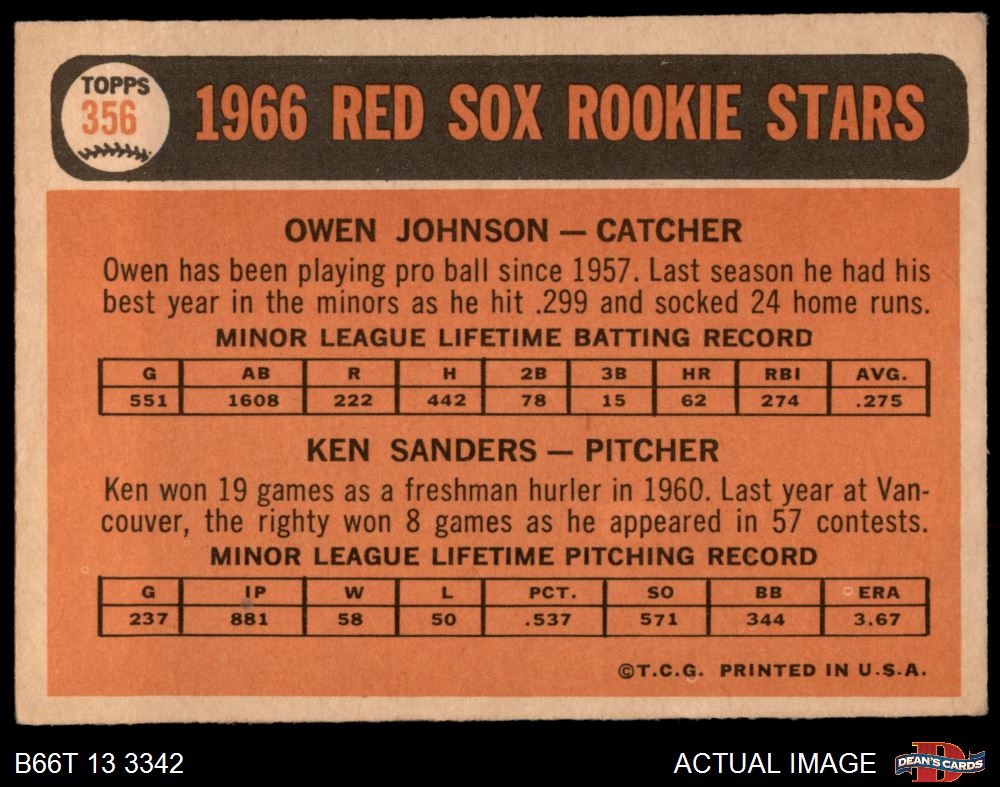 TOPPS
356
1966 RED SOX ROOKIE STARS
OWEN JOHNSON — CATCHER
Owen has been playing pro ball since 1957. Last season he had his
best year in the minors as he hit .299 and socked 24 home runs.
MINOR LEAGUE LIFETIME BATTING RECORD
G AB R H 2B 3B HR RBI AVG.
551 1608 222 442 78 15 62 274 .275
KEN SANDERS — PITCHER
Ken won 19 games as a freshman hurler in 1960. Last year at Van-
couver, the righty won 8 games as he appeared in 57 contests.
MINOR LEAGUE LIFETIME PITCHING RECORD
G IP W L PCT. SO BB ERA
237 881 58 50 .537 571 344 3.67
©T.C.G. PRINTED IN U.S.A.
B66T 13 3342
ACTUAL IMAGE
D
DEAN'S CARDS